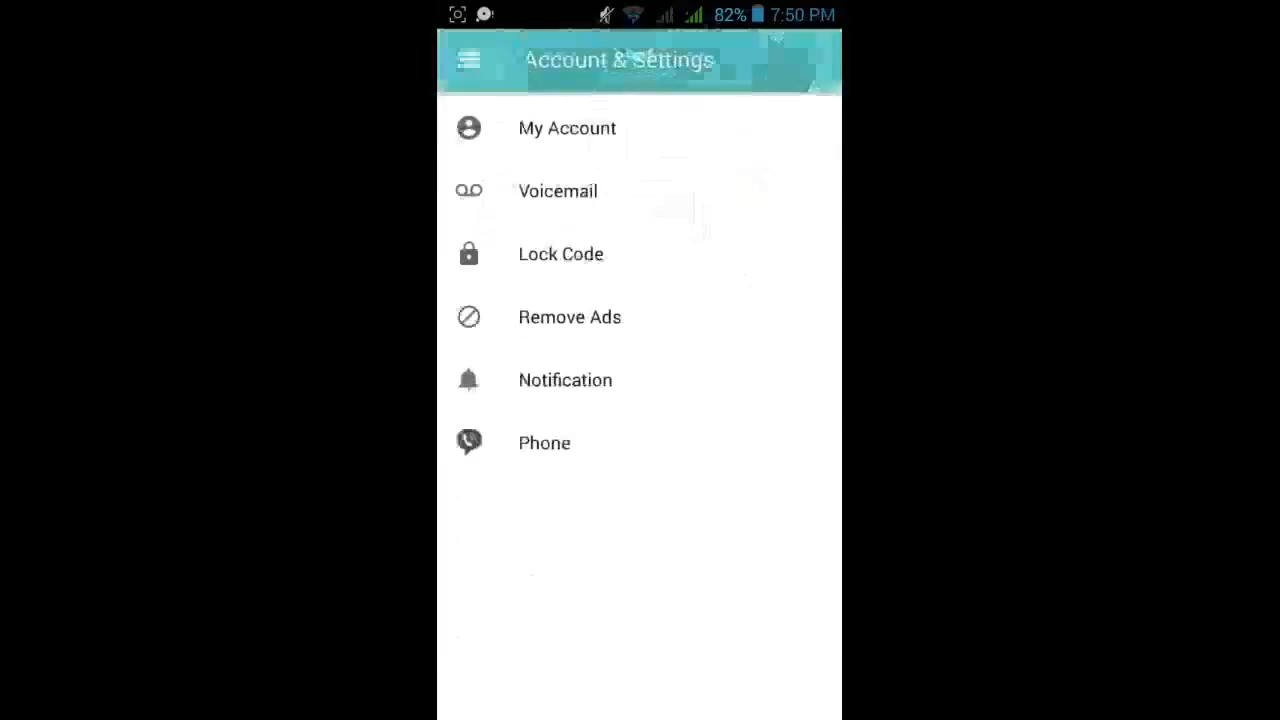 82% 7:50 PM
Account & Settings
My Account
Voicemail
Lock Code
Remove Ads
Notification
Phone